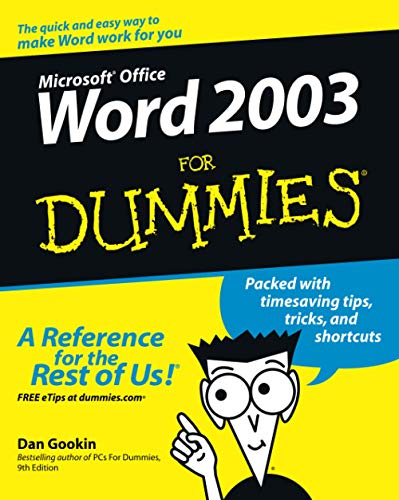 The quick and easy way to
make Word work for you
Microsoft® Office
Word 2003
FOR
DUMMIES®
Packed with
timesaving tips,
tricks, and
shortcuts
A Reference
for the
Rest of Us!®
FREE eTips at dummies.com®
Dan Gookin
Bestselling author of PCs For Dummies,
9th Edition